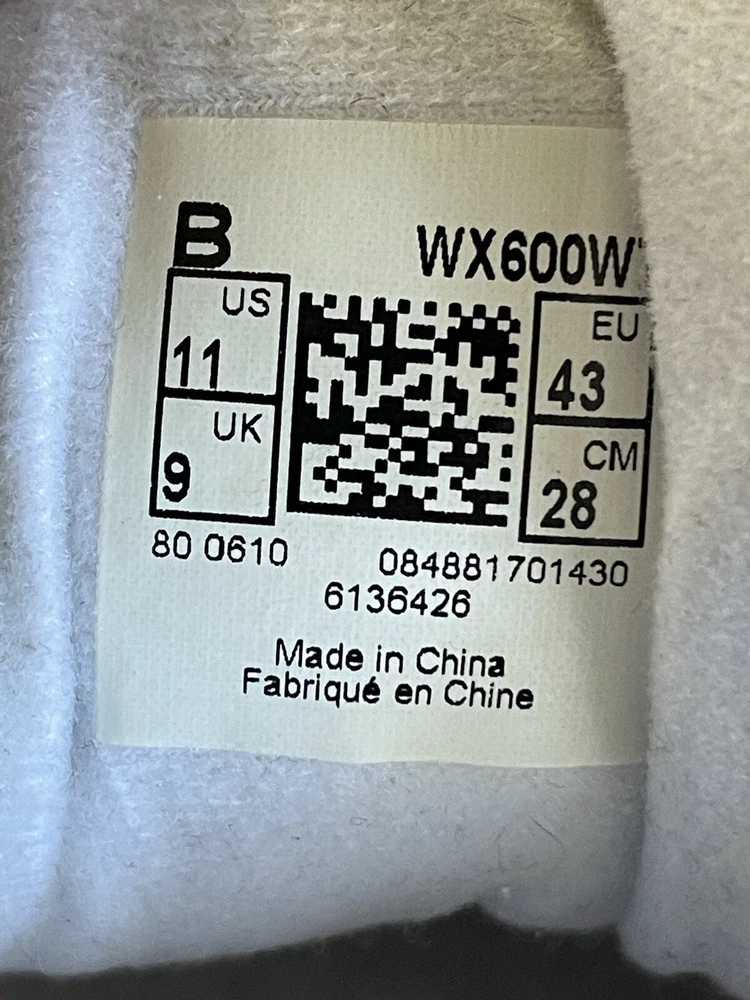 B
WX600W
US
11
EU
43
UK
9
CM
28
80 0610
084881701430
6136426
Made in China
Fabriqué en Chine